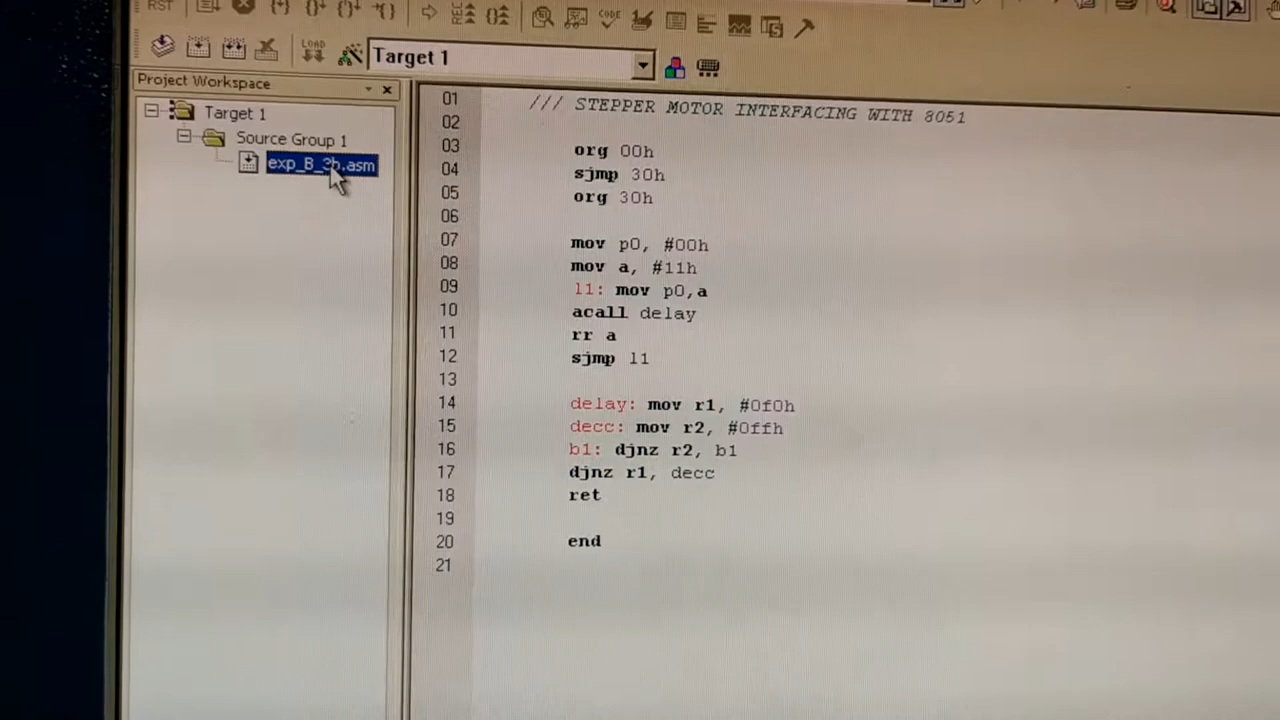 RST
CODE
LOAD
Target 1
Project Workspace
Target 1
Source Group 1
exp_B_3b.asm
01 /// STEPPER MOTOR INTERFACING WITH 8051
02
03 org 00h
04 sjmp 30h
05 org 30h
06
07 mov p0, #00h
08 mov a, #11h
09 l1: mov p0,a
10 acall delay
11 rr a
12 sjmp l1
13
14 delay: mov r1, #0f0h
15 decc: mov r2, #0ffh
16 b1: djnz r2, b1
17 djnz r1, decc
18 ret
19
20 end
21